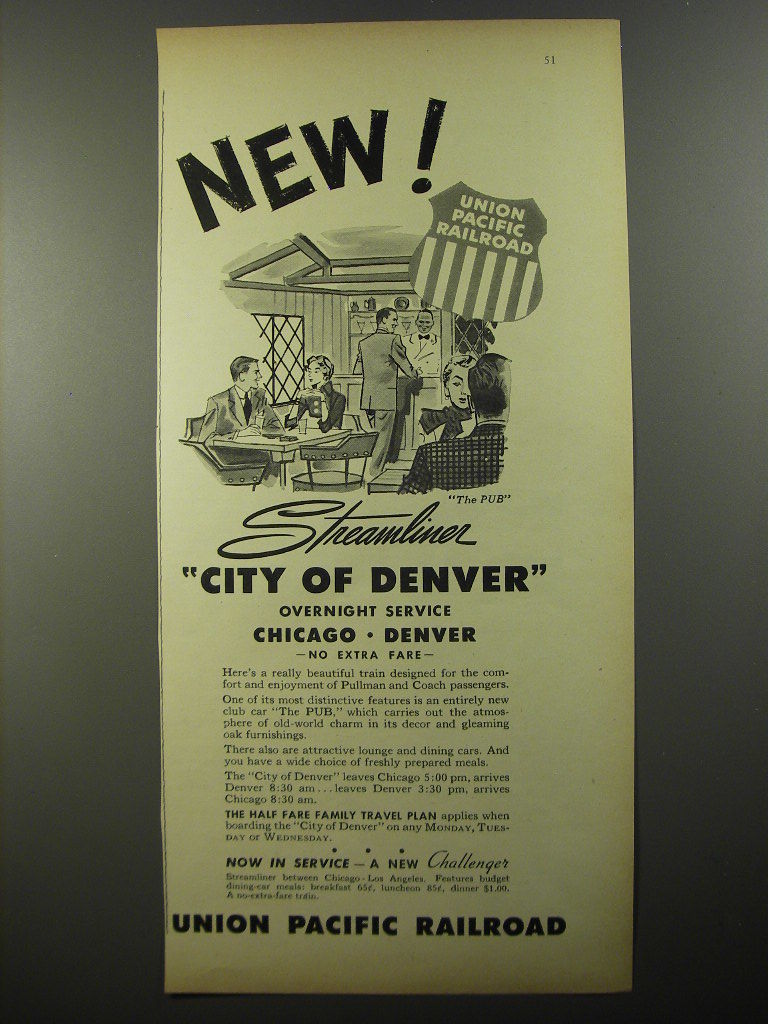 51
NEW!
UNION
PACIFIC
RAILROAD
"The PUB"
Streamliner
"CITY OF DENVER"
OVERNIGHT SERVICE
CHICAGO • DENVER
—NO EXTRA FARE—
Here's a really beautiful train designed for the com-
fort and enjoyment of Pullman and Coach passengers.
One of its most distinctive features is an entirely new
club car "The PUB," which carries out the atmos-
phere of old-world charm in its decor and gleaming
oak furnishings.
There also are attractive lounge and dining cars. And
you have a wide choice of freshly prepared meals.
The "City of Denver" leaves Chicago 5:00 pm, arrives
Denver 8:30 am...leaves Denver 3:30 pm, arrives
Chicago 8:30 am.
THE HALF FARE FAMILY TRAVEL PLAN applies when
boarding the "City of Denver" on any MONDAY, TUES-
DAY or WEDNESDAY.
• • •
NOW IN SERVICE — A NEW Challenger
Streamliner between Chicago-Los Angeles. Features budget
dining-car meals: breakfast 65¢, luncheon 85¢, dinner $1.00.
A no-extra-fare train.
UNION PACIFIC RAILROAD